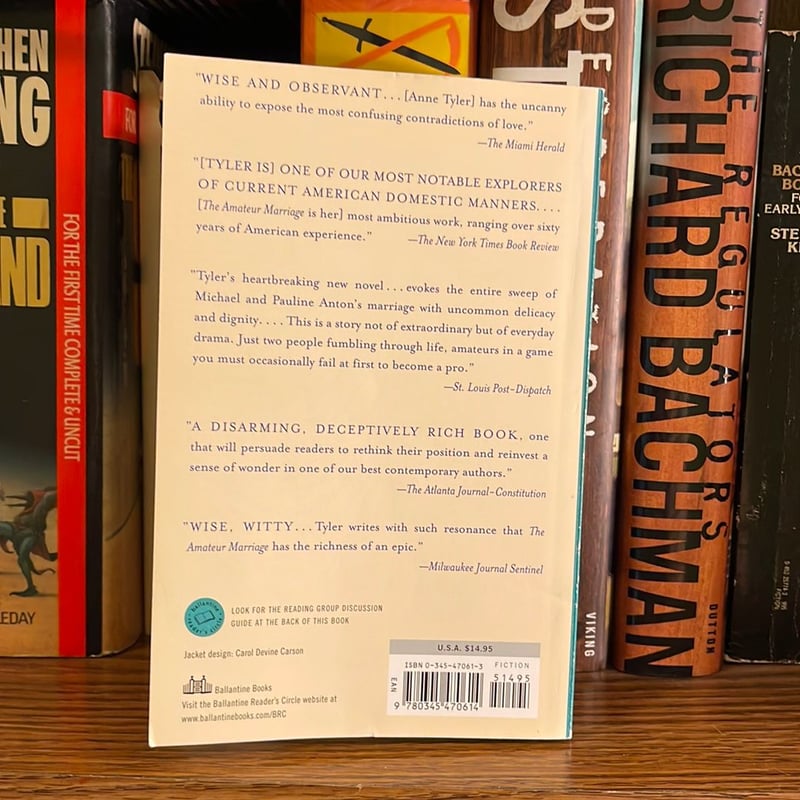 "WISE AND OBSERVANT... [Anne Tyler] has the uncanny
ability to expose the most confusing contradictions of love."
—The Miami Herald
"[TYLER IS] ONE OF OUR MOST NOTABLE EXPLORERS
OF CURRENT AMERICAN DOMESTIC MANNERS....
[The Amateur Marriage is her] most ambitious work, ranging over sixty
years of American experience." —The New York Times Book Review
"Tyler's heartbreaking new novel... evokes the entire sweep of
Michael and Pauline Anton's marriage with uncommon delicacy
and dignity.... This is a story not of extraordinary but of everyday
drama. Just two people fumbling through life, amateurs in a game
you must occasionally fail at first to become a pro."
—St. Louis Post-Dispatch
"A DISARMING, DECEPTIVELY RICH BOOK, one
that will persuade readers to rethink their position and reinvest a
sense of wonder in one of our best contemporary authors."
—The Atlanta Journal-Constitution
"WISE, WITTY... Tyler writes with such resonance that The
Amateur Marriage has the richness of an epic."
—Milwaukee Journal Sentinel
Ballantine
reader's circle
LOOK FOR THE READING GROUP DISCUSSION
GUIDE AT THE BACK OF THIS BOOK
Jacket design: Carol Devine Carson
Ballantine Books
Visit the Ballantine Reader's Circle website at
www.ballantinebooks.com/BRC
U.S.A. $14.95
ISBN 0-345-47061-3 FICTION
51495
EAN
9 780345 470614
FOR THE FIRST TIME COMPLETE & UNCUT
VIKING
THE REGULATORS
RICHARD BACHMAN
DUTTON